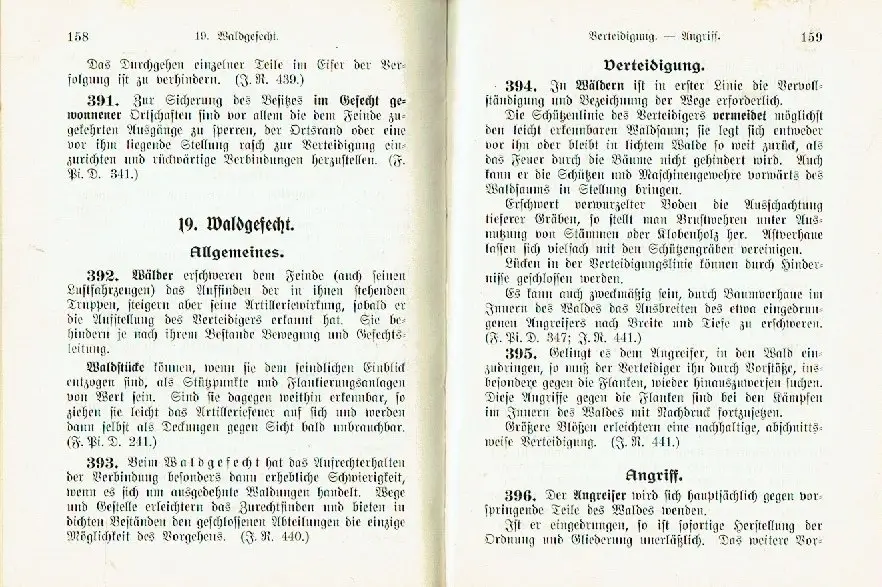 158
19. Waldgefecht.
Das Durchgehen einzelner Teile im Eifer der Ver-
folgung ist zu verhindern. (J. R. 439.)
391. Zur Sicherung des Besitzes im Gefecht ge-
wonnener Ortschaften sind vor allem die dem Feinde zu-
gekehrten Ausgänge zu sperren, der Ortsrand oder eine
vor ihm liegende Stellung rasch zur Verteidigung ein-
zurichten und rückwärtige Verbindungen herzustellen. (F.
Pi. D. 341.)
19. Waldgefecht.
Allgemeines.
392. Wälder erschweren dem Feinde (auch seinen
Luftfahrzeugen) das Auffinden der in ihnen stehenden
Truppen, steigern aber seine Artilleriewirkung, sobald er
die Aufstellung des Verteidigers erkannt hat. Sie be-
hindern je nach ihrem Bestande Bewegung und Gefechts-
leitung.
Waldstücke können, wenn sie dem feindlichen Einblick
entzogen sind, als Stützpunkte und Flankierungsanlagen
von Wert sein. Sind sie dagegen weithin erkennbar, so
ziehen sie leicht das Artilleriefeuer auf sich und werden
dann selbst als Deckungen gegen Sicht bald unbrauchbar.
(F. Pi. D. 241.)
393. Beim Waldgefecht hat das Aufrechterhalten
der Verbindung besonders dann erhebliche Schwierigkeit,
wenn es sich um ausgedehnte Waldungen handelt. Wege
und Gestelle erleichtern das Zurechtfinden und bieten in
dichten Beständen den geschlossenen Abteilungen die einzige
Möglichkeit des Vorgehens. (J. R. 440.)
Verteidigung. — Angriff.
159
Verteidigung.
394. In Wäldern ist in erster Linie die Vervoll-
ständigung und Bezeichnung der Wege erforderlich.
Die Schützenlinie des Verteidigers vermeidet möglichst
den leicht erkennbaren Waldsaum; sie legt sich entweder
vor ihn oder bleibt in lichtem Walde so weit zurück, als
das Feuer durch die Bäume nicht gehindert wird. Auch
kann er die Schützen und Maschinengewehre vorwärts des
Waldsaums in Stellung bringen.
Erschwert verwurzelter Boden die Ausschachtung
tieferer Gräben, so stellt man Brustwehren unter Aus-
nutzung von Stämmen oder Klobenholz her. Astverhaue
lassen sich vielfach mit den Schützengräben vereinigen.
Lücken in der Verteidigungslinie können durch Hinder-
nisse geschlossen werden.
Es kann auch zweckmäßig sein, durch Baumverhaue im
Innern des Waldes das Ausbreiten des etwa eingedrun-
genen Angreifers nach Breite und Tiefe zu erschweren.
(F. Pi. D. 347; J. R. 441.)
395. Gelingt es dem Angreifer, in den Wald ein-
zudringen, so muß der Verteidiger ihn durch Vorstöße, ins-
besondere gegen die Flanken, wieder hinauszuwerfen suchen.
Diese Angriffe gegen die Flanken sind bei den Kämpfen
im Innern des Waldes mit Nachdruck fortzusetzen.
Größere Blößen erleichtern eine nachhaltige, abschnitts-
weise Verteidigung. (J. R. 441.)
Angriff.
396. Der Angreifer wird sich hauptsächlich gegen vor-
springende Teile des Waldes wenden.
Ist er eingedrungen, so ist sofortige Herstellung der
Ordnung und Gliederung unerläßlich. Das weitere Vor-